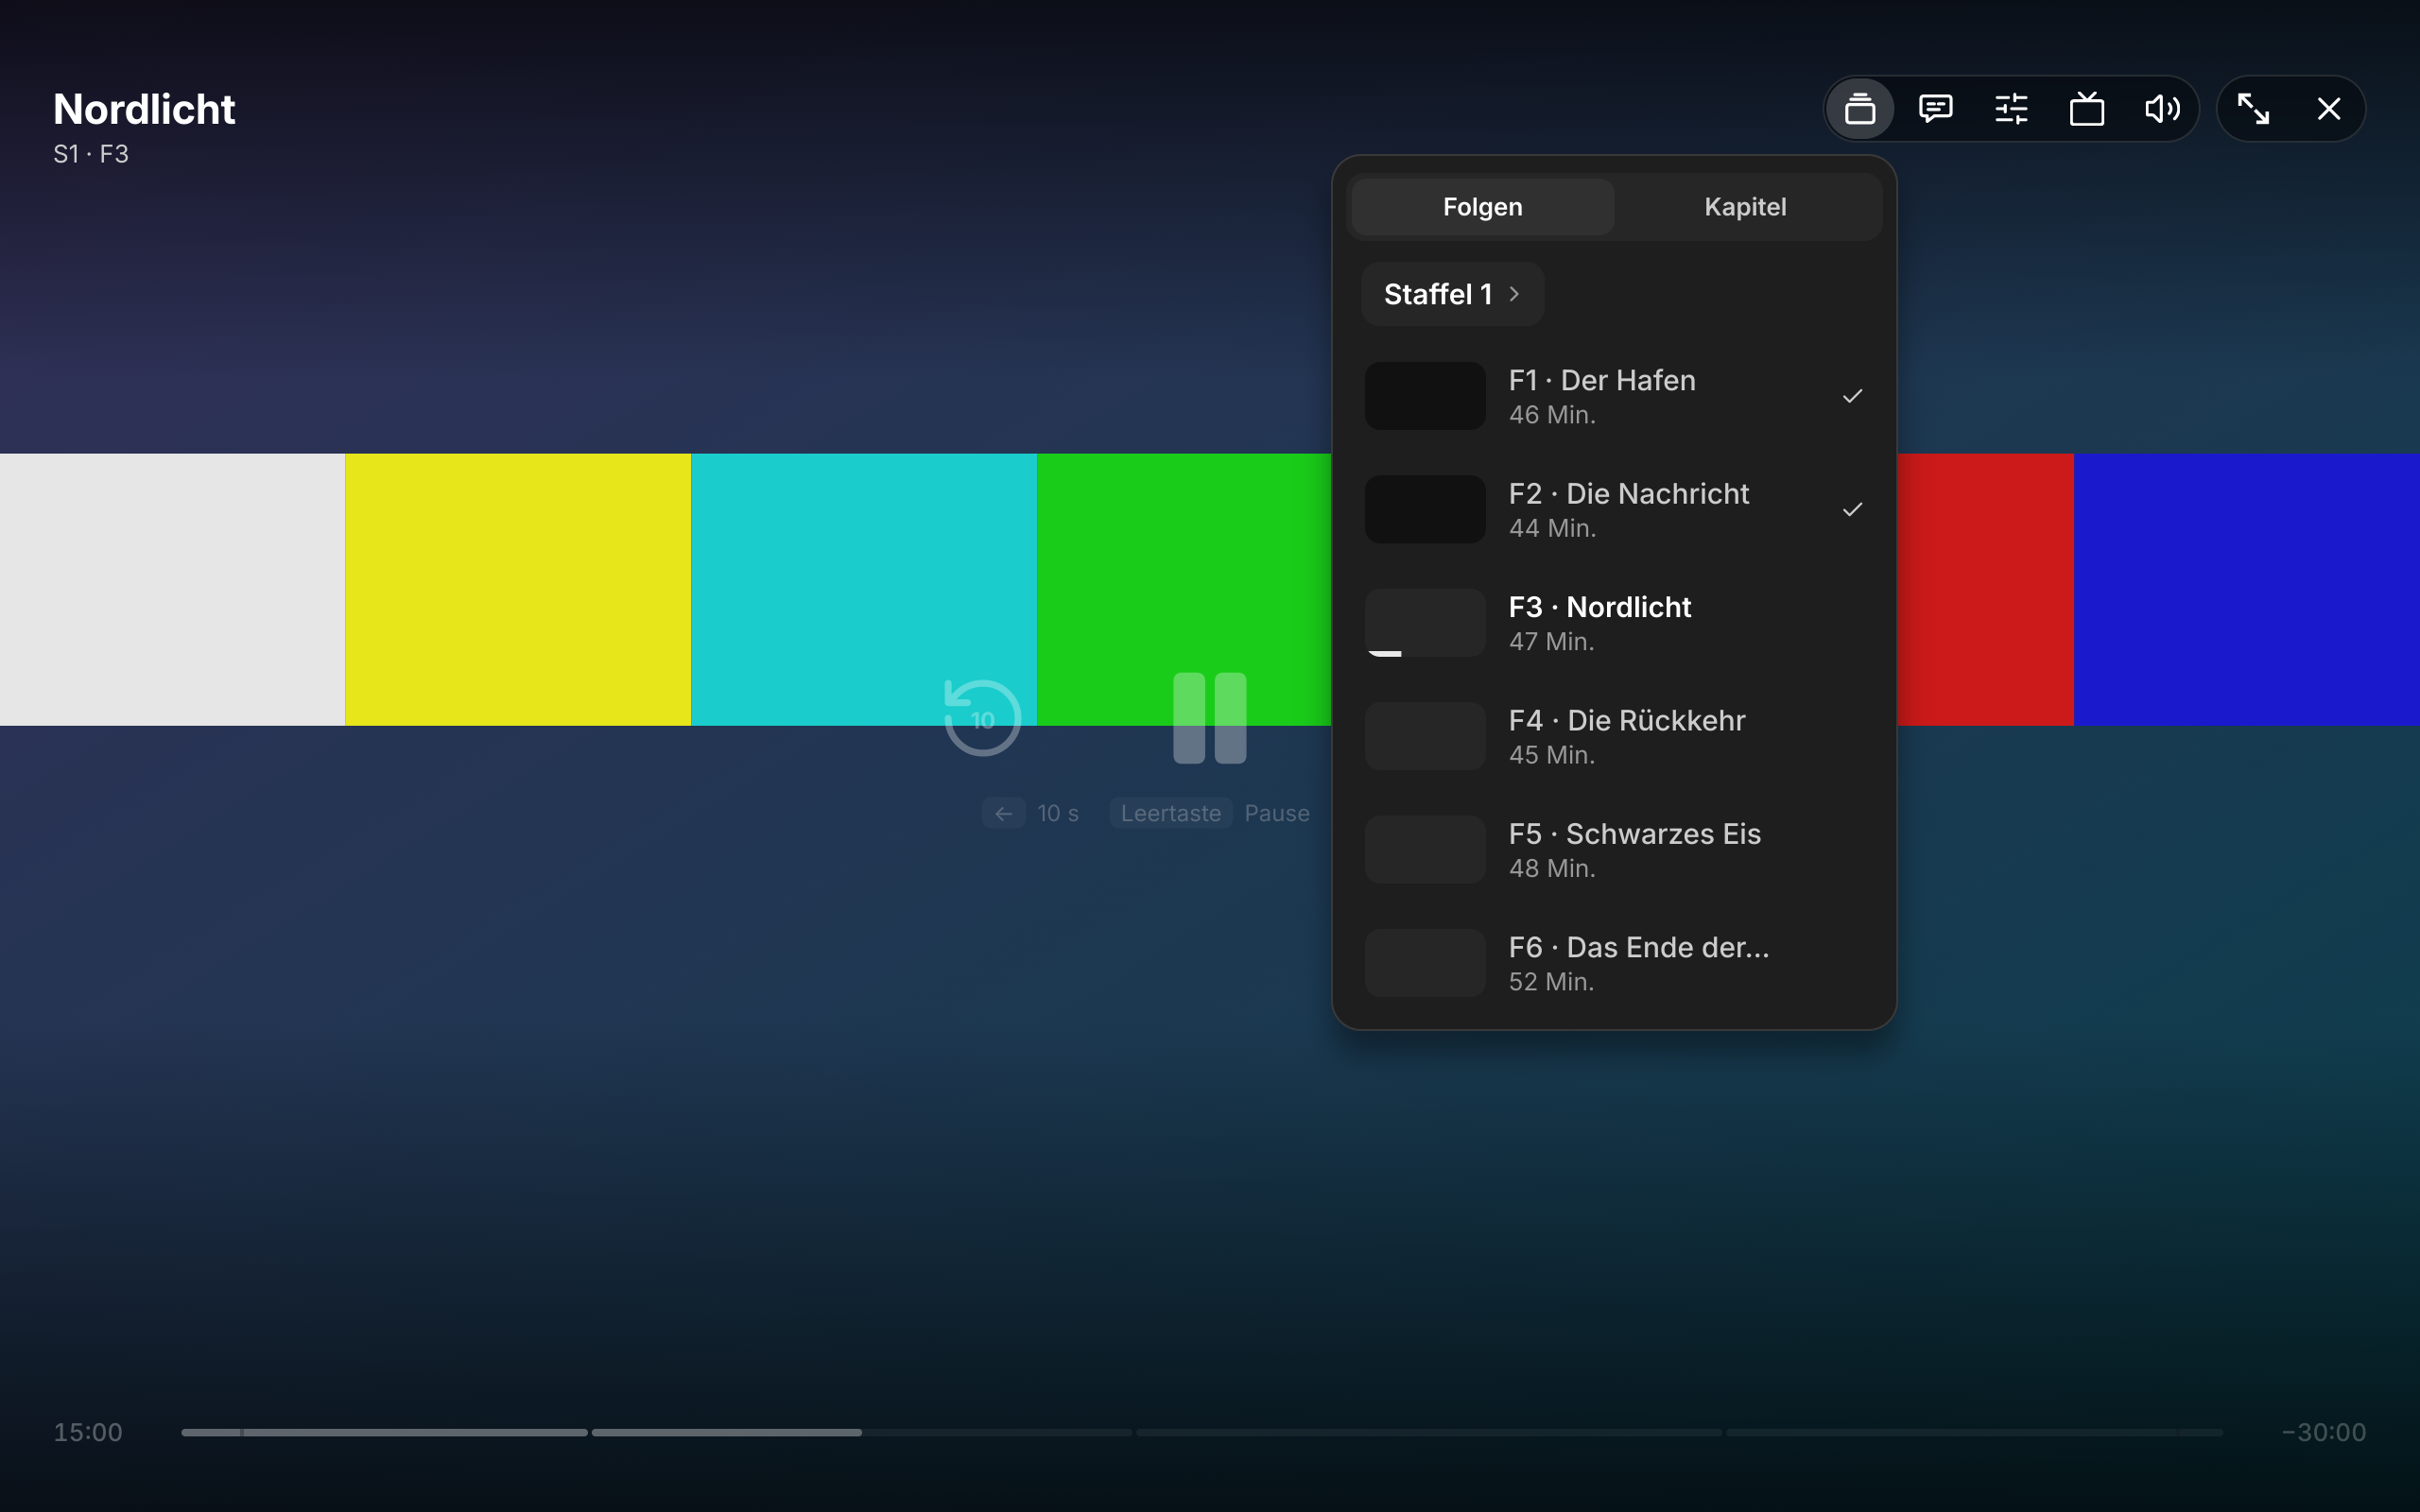 Nordlicht
S1 · F3
Folgen
Kapitel
Staffel 1
F1 · Der Hafen
46 Min.
F2 · Die Nachricht
44 Min.
F3 · Nordlicht
47 Min.
F4 · Die Rückkehr
45 Min.
F5 · Schwarzes Eis
48 Min.
F6 · Das Ende der...
52 Min.
10
← 10 s Leertaste Pause
15:00
−30:00